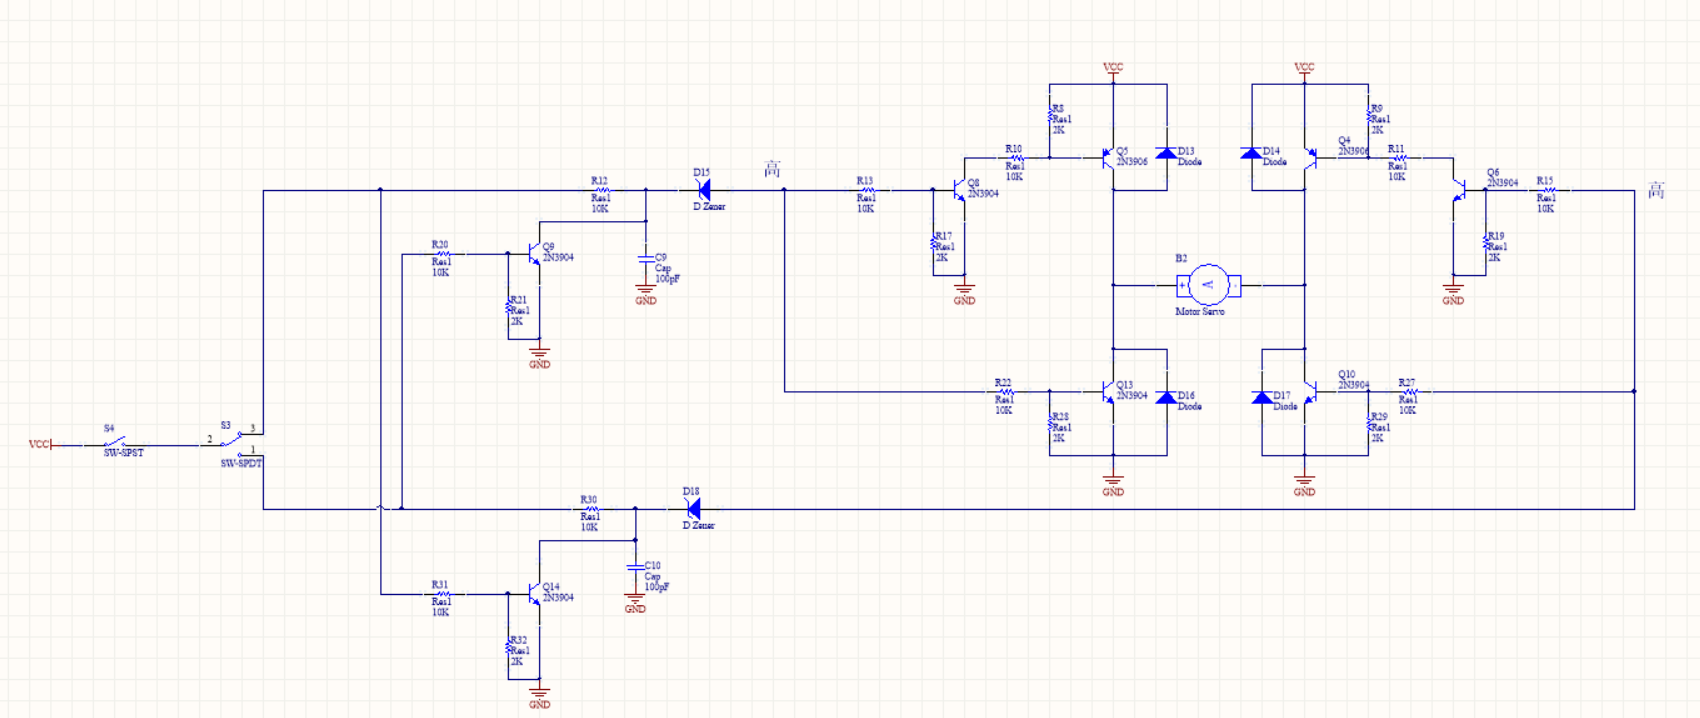 VCC
VCC
R8
Res1
2K
R9
Res1
2K
R10
Res1
10K
Q5
2N3906
D13
Diode
D14
Diode
Q4
2N3906
R11
Res1
10K
高
D15
D Zener
R12
Res1
10K
R13
Res1
10K
Q8
2N3904
Q6
2N3904
R15
Res1
10K
高
R20
Res1
10K
Q9
2N3904
C9
Cap
100pF
GND
R17
Res1
2K
GND
B2
+
A
-
Motor Servo
R19
Res1
2K
GND
R21
Res1
2K
GND
R22
Res1
10K
Q13
2N3904
D16
Diode
D17
Diode
Q10
2N3904
R27
Res1
10K
R28
Res1
2K
R29
Res1
2K
GND
GND
VCC
S4
SW-SPST
S3
2
3
1
SW-SPDT
R30
Res1
10K
D18
D Zener
C10
Cap
100pF
GND
R31
Res1
10K
Q14
2N3904
R32
Res1
2K
GND